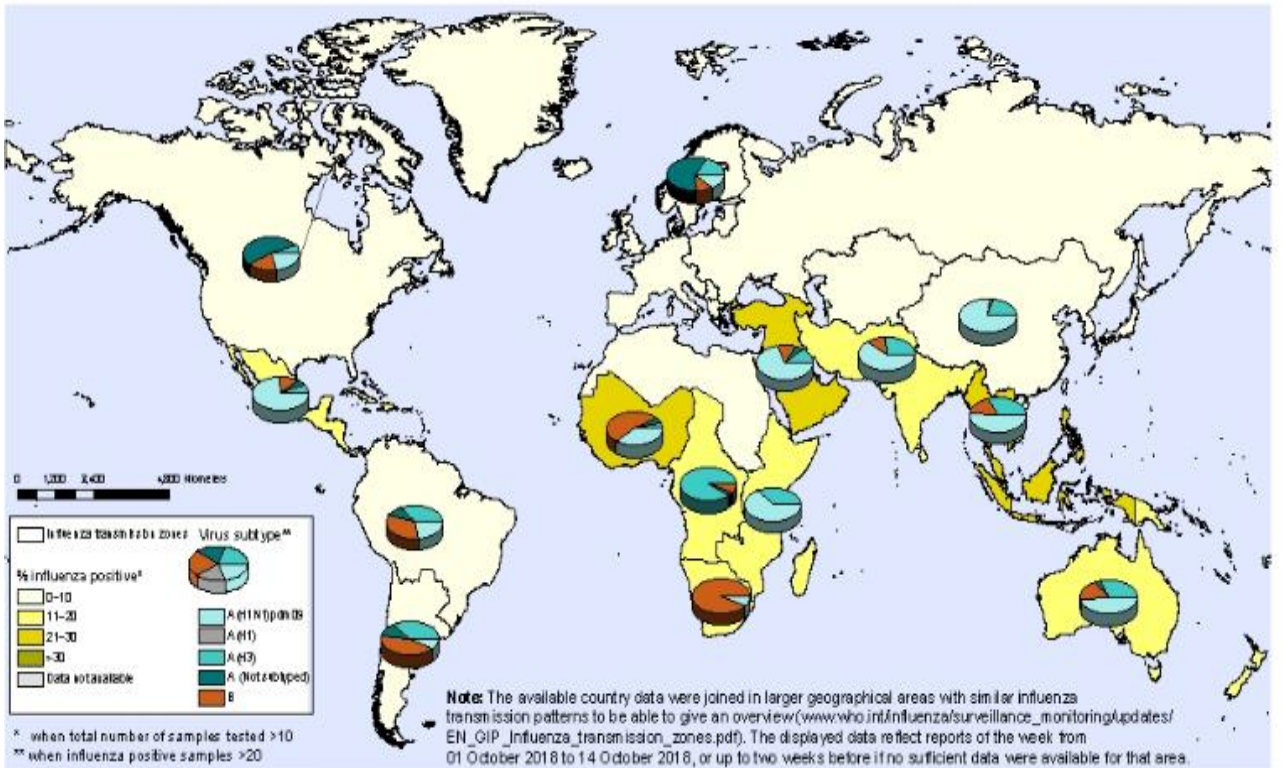 0 1,200 2,400 4,800 Kilometers
Influenza transmission zones
Virus subtype**
% influenza positive*
0-10
11-20
21-30
>30
Data not available
A(H1N1)pdm09
A(H1)
A(H3)
A (Not subtyped)
B
* when total number of samples tested >10
** when influenza positive samples >20
Note: The available country data were joined in larger geographical areas with similar influenza
transmission patterns to be able to give an overview (www.who.int/influenza/surveillance_monitoring/updates/
EN_GIP_Influenza_transmission_zones.pdf). The displayed data reflect reports of the week from
01 October 2018 to 14 October 2018, or up to two weeks before if no sufficient data were available for that area.